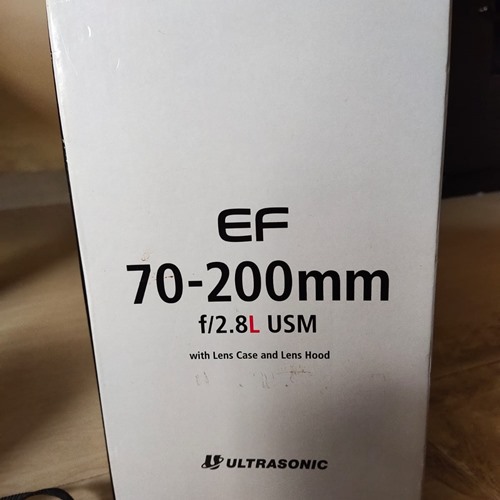 EF
70-200mm
f/2.8L USM
with Lens Case and Lens Hood
ULTRASONIC